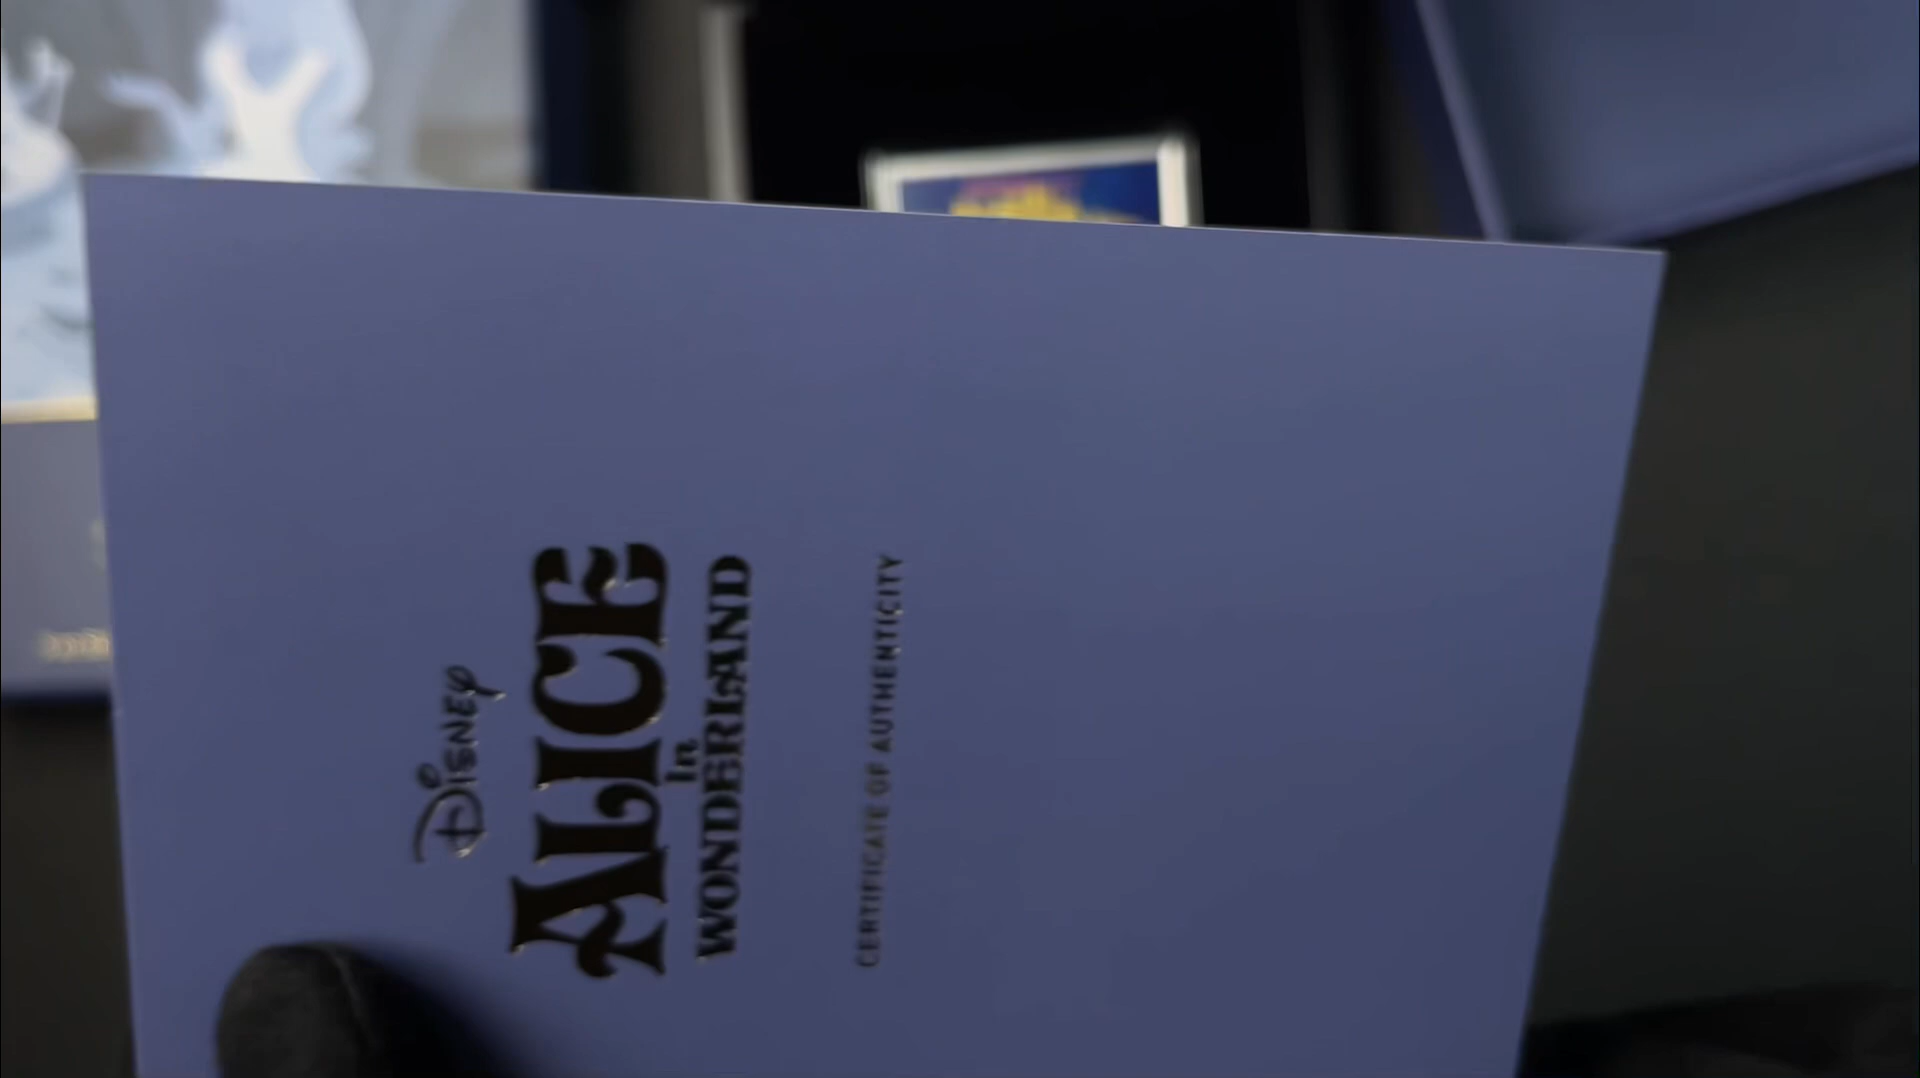 Disney
ALICE
In
WONDERLAND
CERTIFICATE OF AUTHENTICITY